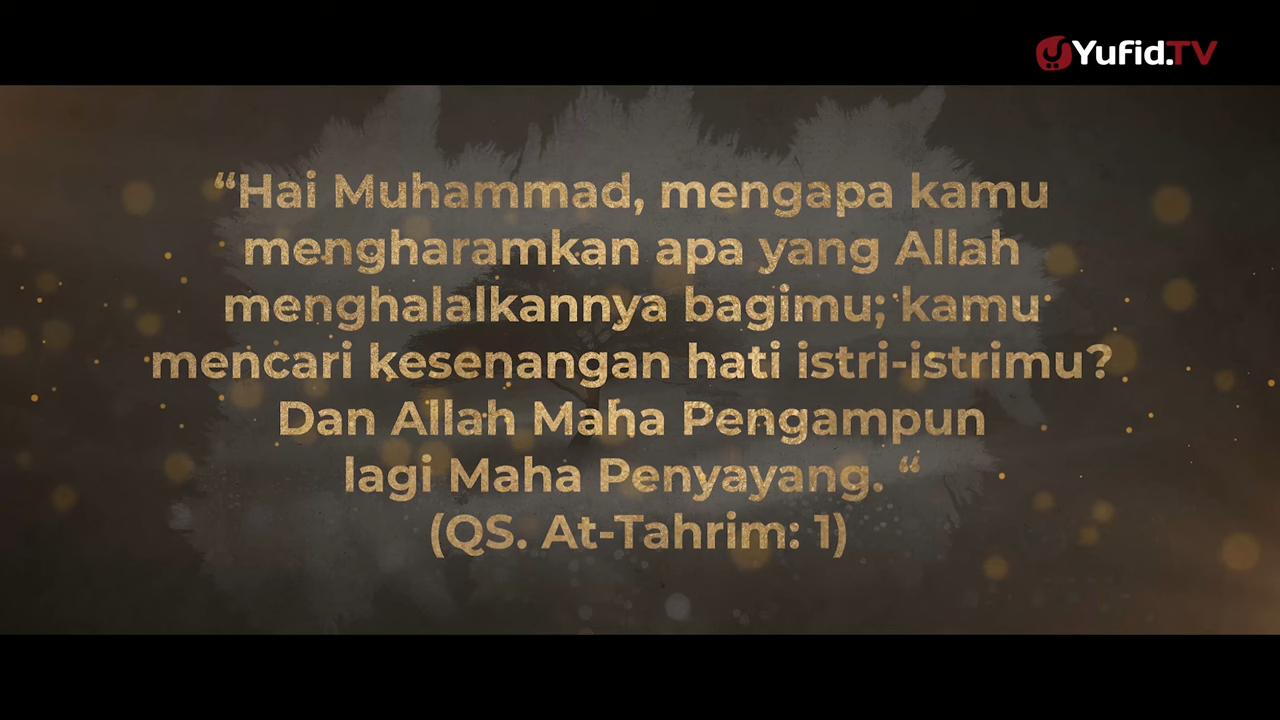 Yufid.TV
“Hai Muhammad, mengapa kamu
mengharamkan apa yang Allah
menghalalkannya bagimu; kamu
mencari kesenangan hati istri-istrimu?
Dan Allah Maha Pengampun
lagi Maha Penyayang. “
(QS. At-Tahrim: 1)